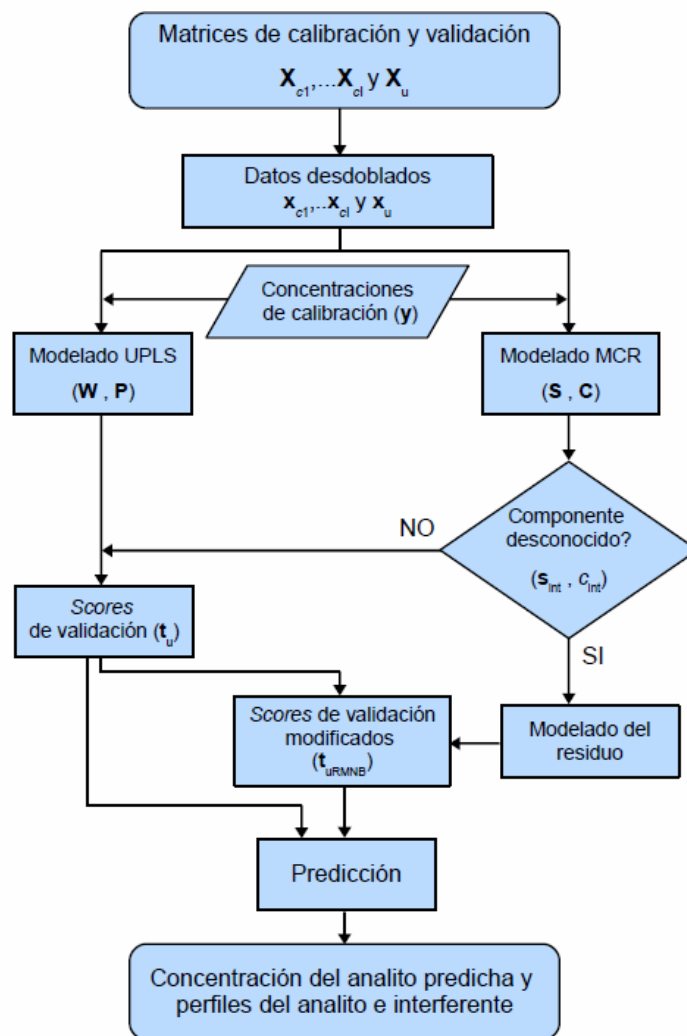 Matrices de calibración y validación
X_c1,...X_cl y X_u
Datos desdoblados
x_c1,..x_cl y x_u
Concentraciones
de calibración (y)
Modelado UPLS
(W , P)
Modelado MCR
(S , C)
NO
Componente
desconocido?
(s_int , c_int)
Scores
de validación (t_u)
SI
Scores de validación
modificados
(t_uRMNB)
Modelado del
residuo
Predicción
Concentración del analito predicha y
perfiles del analito e interferente